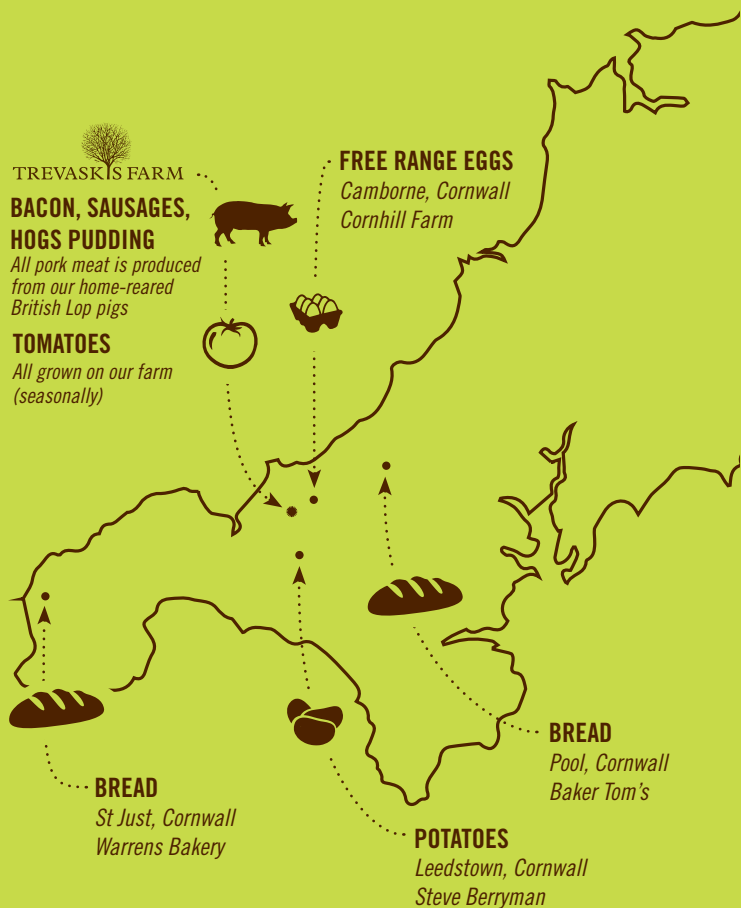 TREVASKIS FARM
BACON, SAUSAGES,
HOGS PUDDING
All pork meat is produced
from our home-reared
British Lop pigs
TOMATOES
All grown on our farm
(seasonally)
FREE RANGE EGGS
Camborne, Cornwall
Cornhill Farm
BREAD
Pool, Cornwall
Baker Tom's
BREAD
St Just, Cornwall
Warrens Bakery
POTATOES
Leedstown, Cornwall
Steve Berryman